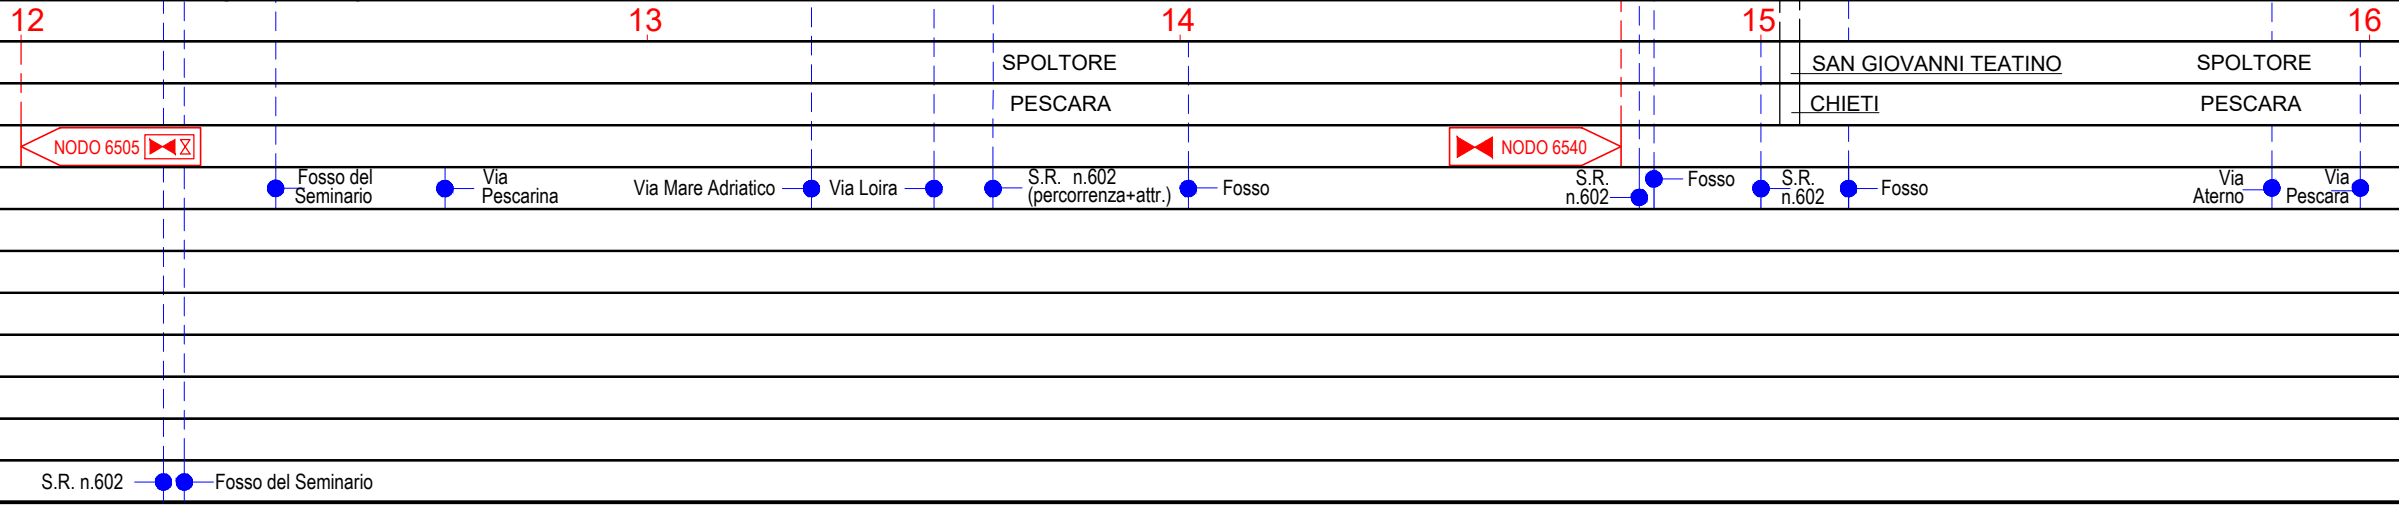 12 13 14 15 16
SPOLTORE SAN GIOVANNI TEATINO SPOLTORE
PESCARA CHIETI PESCARA
NODO 6505 NODO 6540
Fosso del
Seminario
Via
Pescarina
Via Mare Adriatico
Via Loira
S.R. n.602
(percorrenza+attr.)
Fosso
S.R.
n.602
Fosso
S.R.
n.602
Fosso
Via
Aterno
Via
Pescara
S.R. n.602
Fosso del Seminario